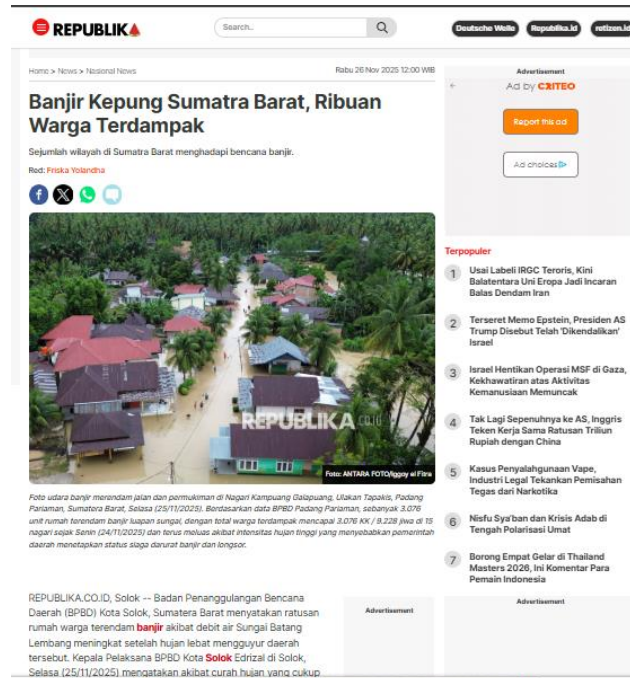 REPUBLIKA
Search..
Deutsche Welle
Republika.id
retizen.id
Home > News > Nasional News
Rabu 26 Nov 2025 12:00 WIB
Banjir Kepung Sumatra Barat, Ribuan
Warga Terdampak
Sejumlah wilayah di Sumatra Barat menghadapi bencana banjir.
Red: Friska Yolandha
REPUBLIKA.co.id
Foto: ANTARA FOTO/Iggoy el Fitra
Foto udara banjir merendam jalan dan permukiman di Nagari Kampuang Galapuang, Ulakan Tapakis, Padang
Pariaman, Sumatera Barat, Selasa (25/11/2025). Berdasarkan data BPBD Padang Pariaman, sebanyak 3.076
unit rumah terendam banjir luapan sungai, dengan total warga terdampak mencapai 3.076 KK / 9.228 jiwa di 15
nagari sejak Senin (24/11/2025) dan terus meluas akibat intensitas hujan tinggi yang menyebabkan pemerintah
daerah menetapkan status siaga darurat banjir dan longsor.
REPUBLIKA.CO.ID, Solok -- Badan Penanggulangan Bencana
Daerah (BPBD) Kota Solok, Sumatera Barat menyatakan ratusan
rumah warga terendam banjir akibat debit air Sungai Batang
Lembang meningkat setelah hujan lebat mengguyur daerah
tersebut. Kepala Pelaksana BPBD Kota Solok Edrizal di Solok,
Selasa (25/11/2025) mengatakan akibat curah hujan yang cukup
Advertisement
Advertisement
Ad by CRITEO
Report this ad
Ad choices
Terpopuler
1 Usai Labeli IRGC Teroris, Kini
Balatentara Uni Eropa Jadi Incaran
Balas Dendam Iran
2 Terseret Memo Epstein, Presiden AS
Trump Disebut Telah 'Dikendalikan'
Israel
3 Israel Hentikan Operasi MSF di Gaza,
Kekhawatiran atas Aktivitas
Kemanusiaan Memuncak
4 Tak Lagi Sepenuhnya ke AS, Inggris
Teken Kerja Sama Ratusan Triliun
Rupiah dengan China
5 Kasus Penyalahgunaan Vape,
Industri Legal Tekankan Pemisahan
Tegas dari Narkotika
6 Nisfu Sya'ban dan Krisis Adab di
Tengah Polarisasi Umat
7 Borong Empat Gelar di Thailand
Masters 2026, Ini Komentar Para
Pemain Indonesia
Advertisement